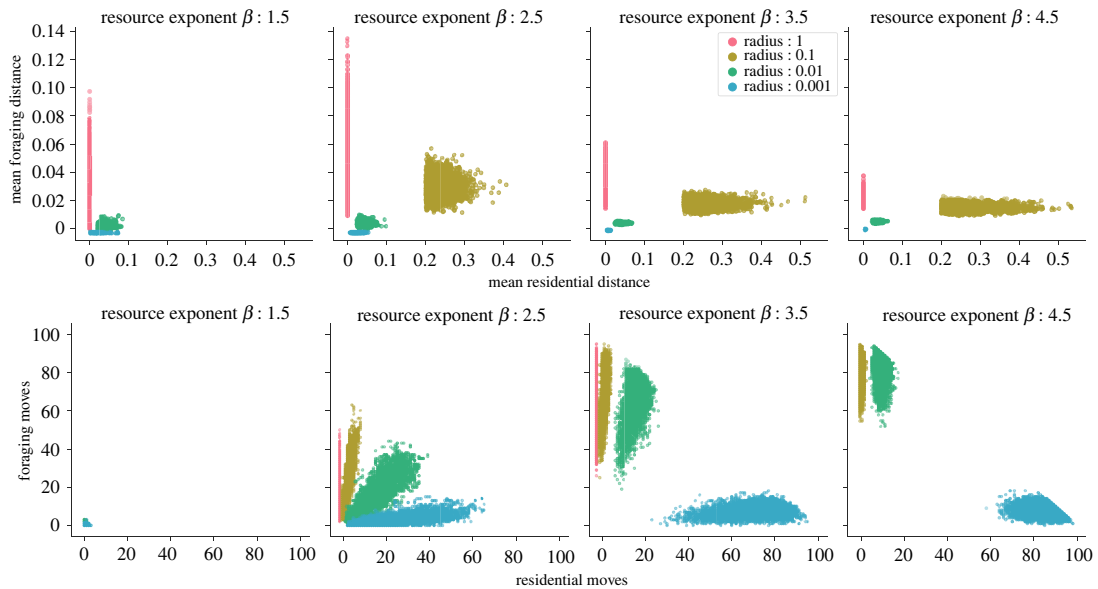 resource exponent β : 1.5
resource exponent β : 2.5
resource exponent β : 3.5
resource exponent β : 4.5
0.14
0.12
0.10
0.08
0.06
0.04
0.02
0
mean foraging distance
radius : 1
radius : 0.1
radius : 0.01
radius : 0.001
0 0.1 0.2 0.3 0.4 0.5
0 0.1 0.2 0.3 0.4 0.5
0 0.1 0.2 0.3 0.4 0.5
0 0.1 0.2 0.3 0.4 0.5
mean residential distance
resource exponent β : 1.5
resource exponent β : 2.5
resource exponent β : 3.5
resource exponent β : 4.5
100
80
60
40
20
0
foraging moves
0 20 40 60 80 100
0 20 40 60 80 100
0 20 40 60 80 100
0 20 40 60 80 100
residential moves